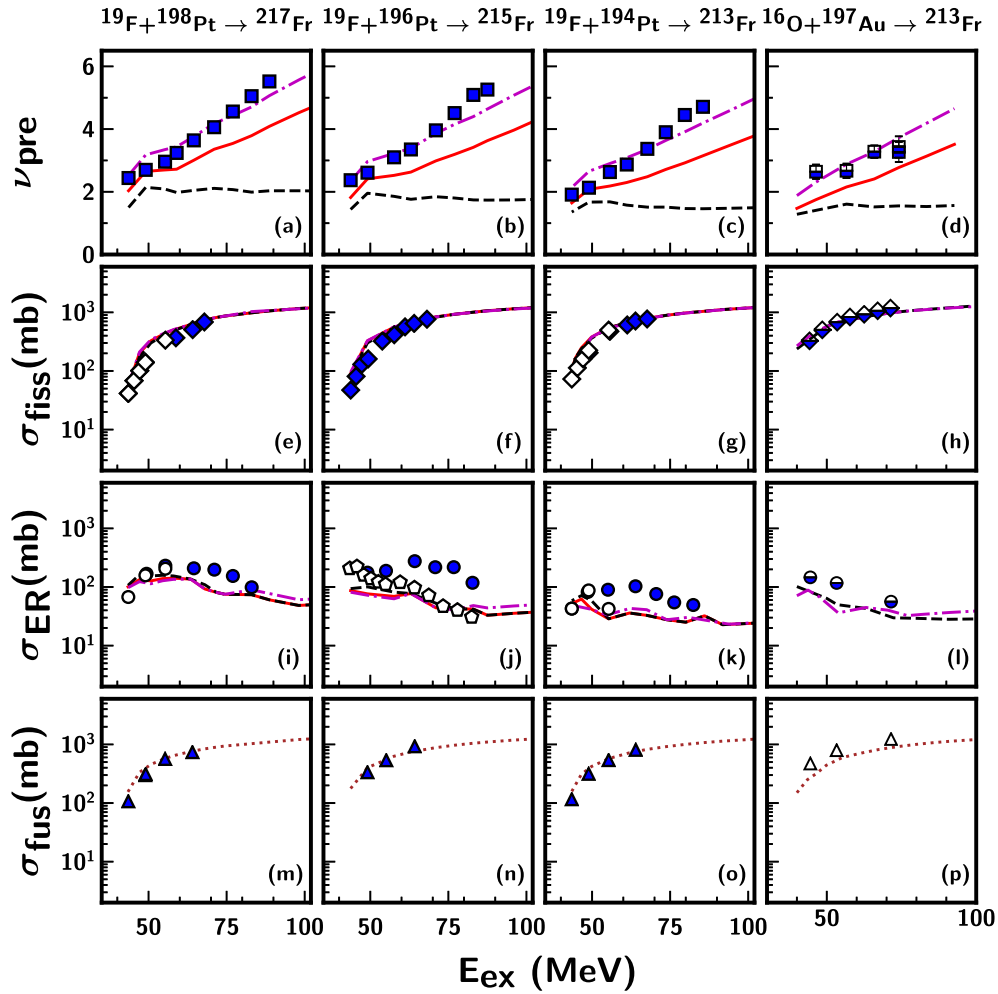 ¹⁹F+¹⁹⁸Pt → ²¹⁷Fr ¹⁹F+¹⁹⁶Pt → ²¹⁵Fr ¹⁹F+¹⁹⁴Pt → ²¹³Fr ¹⁶O+¹⁹⁷Au → ²¹³Fr
6
4
2
0
νpre
(a) (b) (c) (d)
10³
10²
10¹
σfiss(mb)
(e) (f) (g) (h)
10³
10²
10¹
σER(mb)
(i) (j) (k) (l)
10³
10²
10¹
σfus(mb)
(m) (n) (o) (p)
50 75 100 50 75 100 50 75 100 50 100
Eex (MeV)